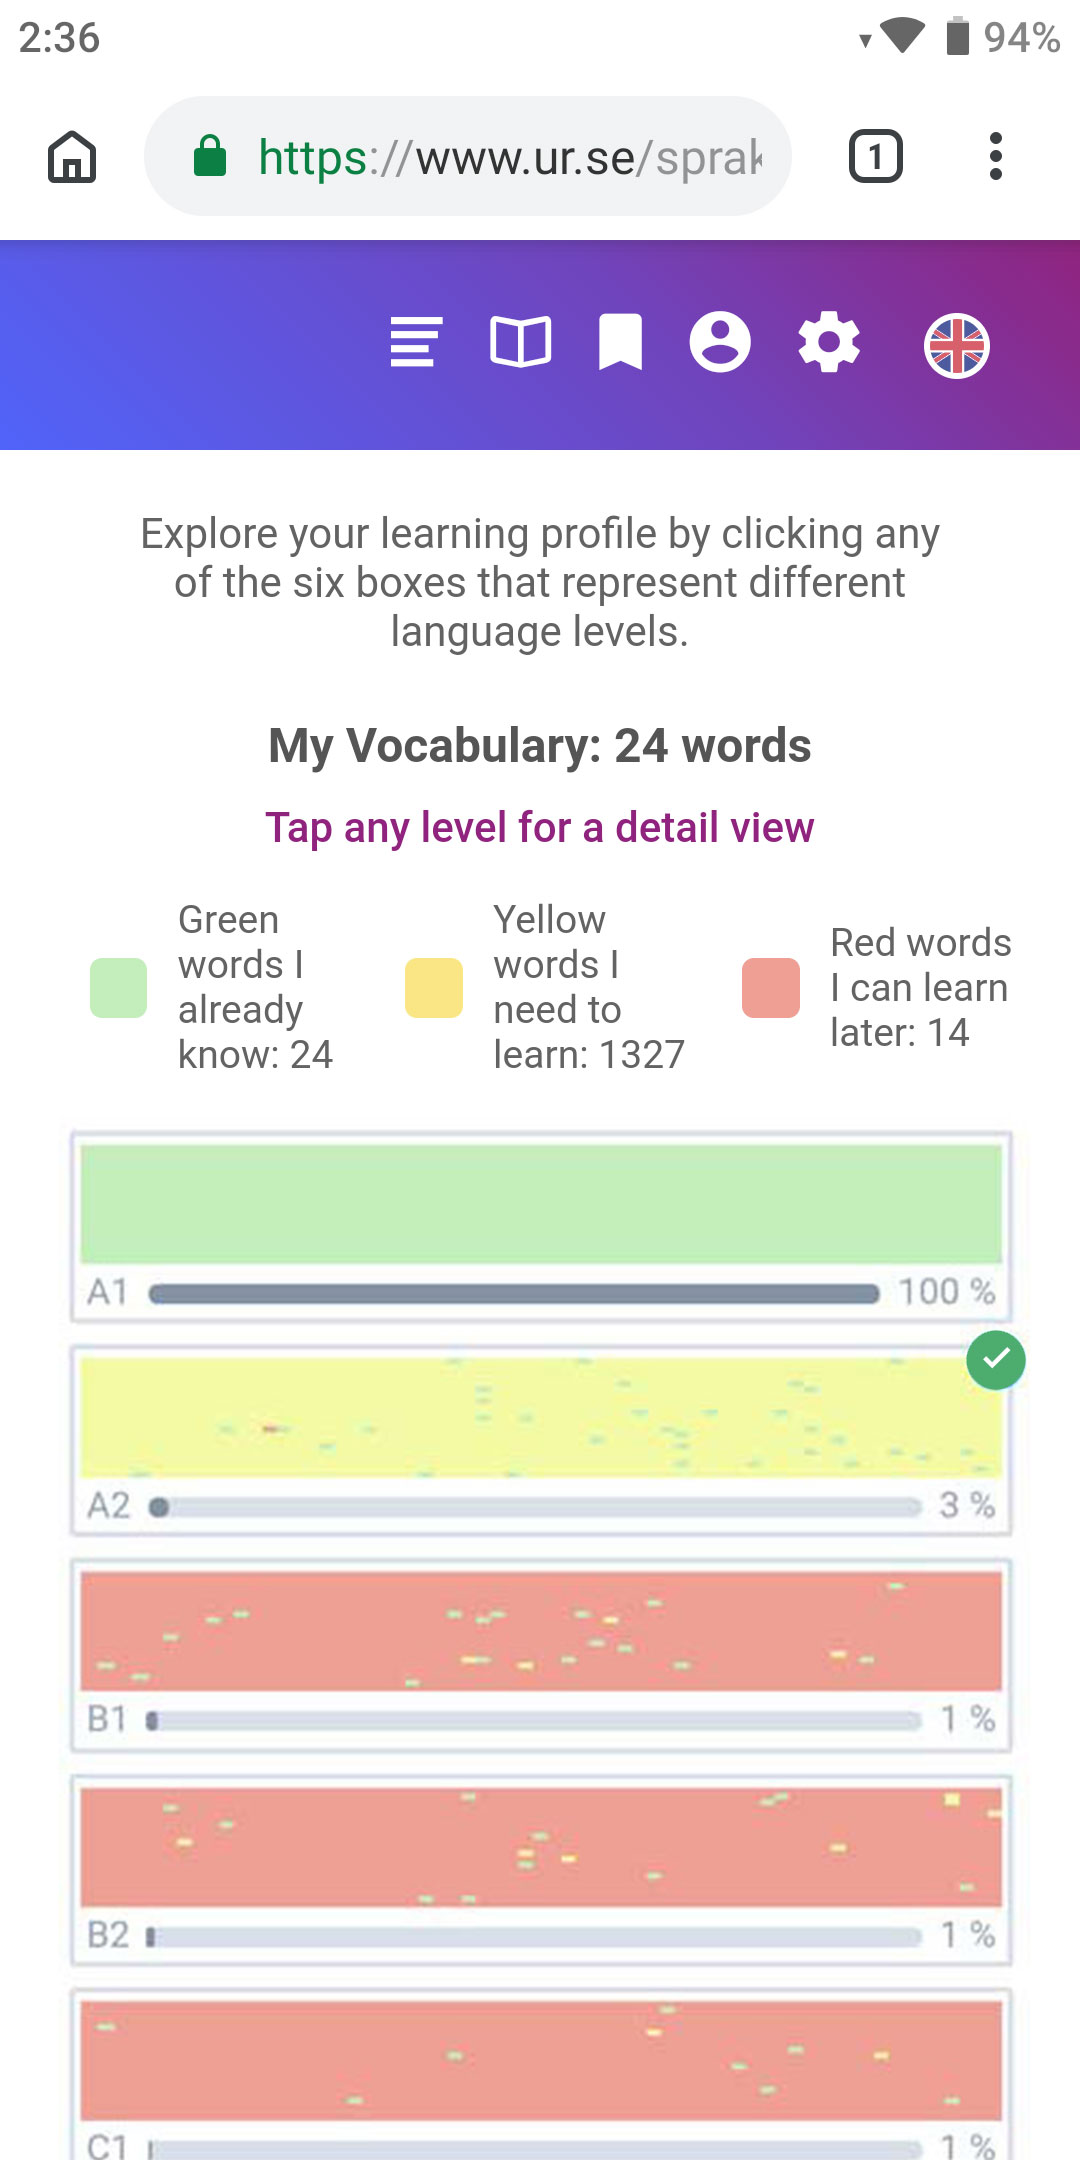 2:36
94%
https://www.ur.se/sprak
1
Explore your learning profile by clicking any
of the six boxes that represent different
language levels.
My Vocabulary: 24 words
Tap any level for a detail view
Green
words I
already
know: 24
Yellow
words I
need to
learn: 1327
Red words
I can learn
later: 14
A1 100 %
A2 3 %
B1 1 %
B2 1 %
C1 1 %